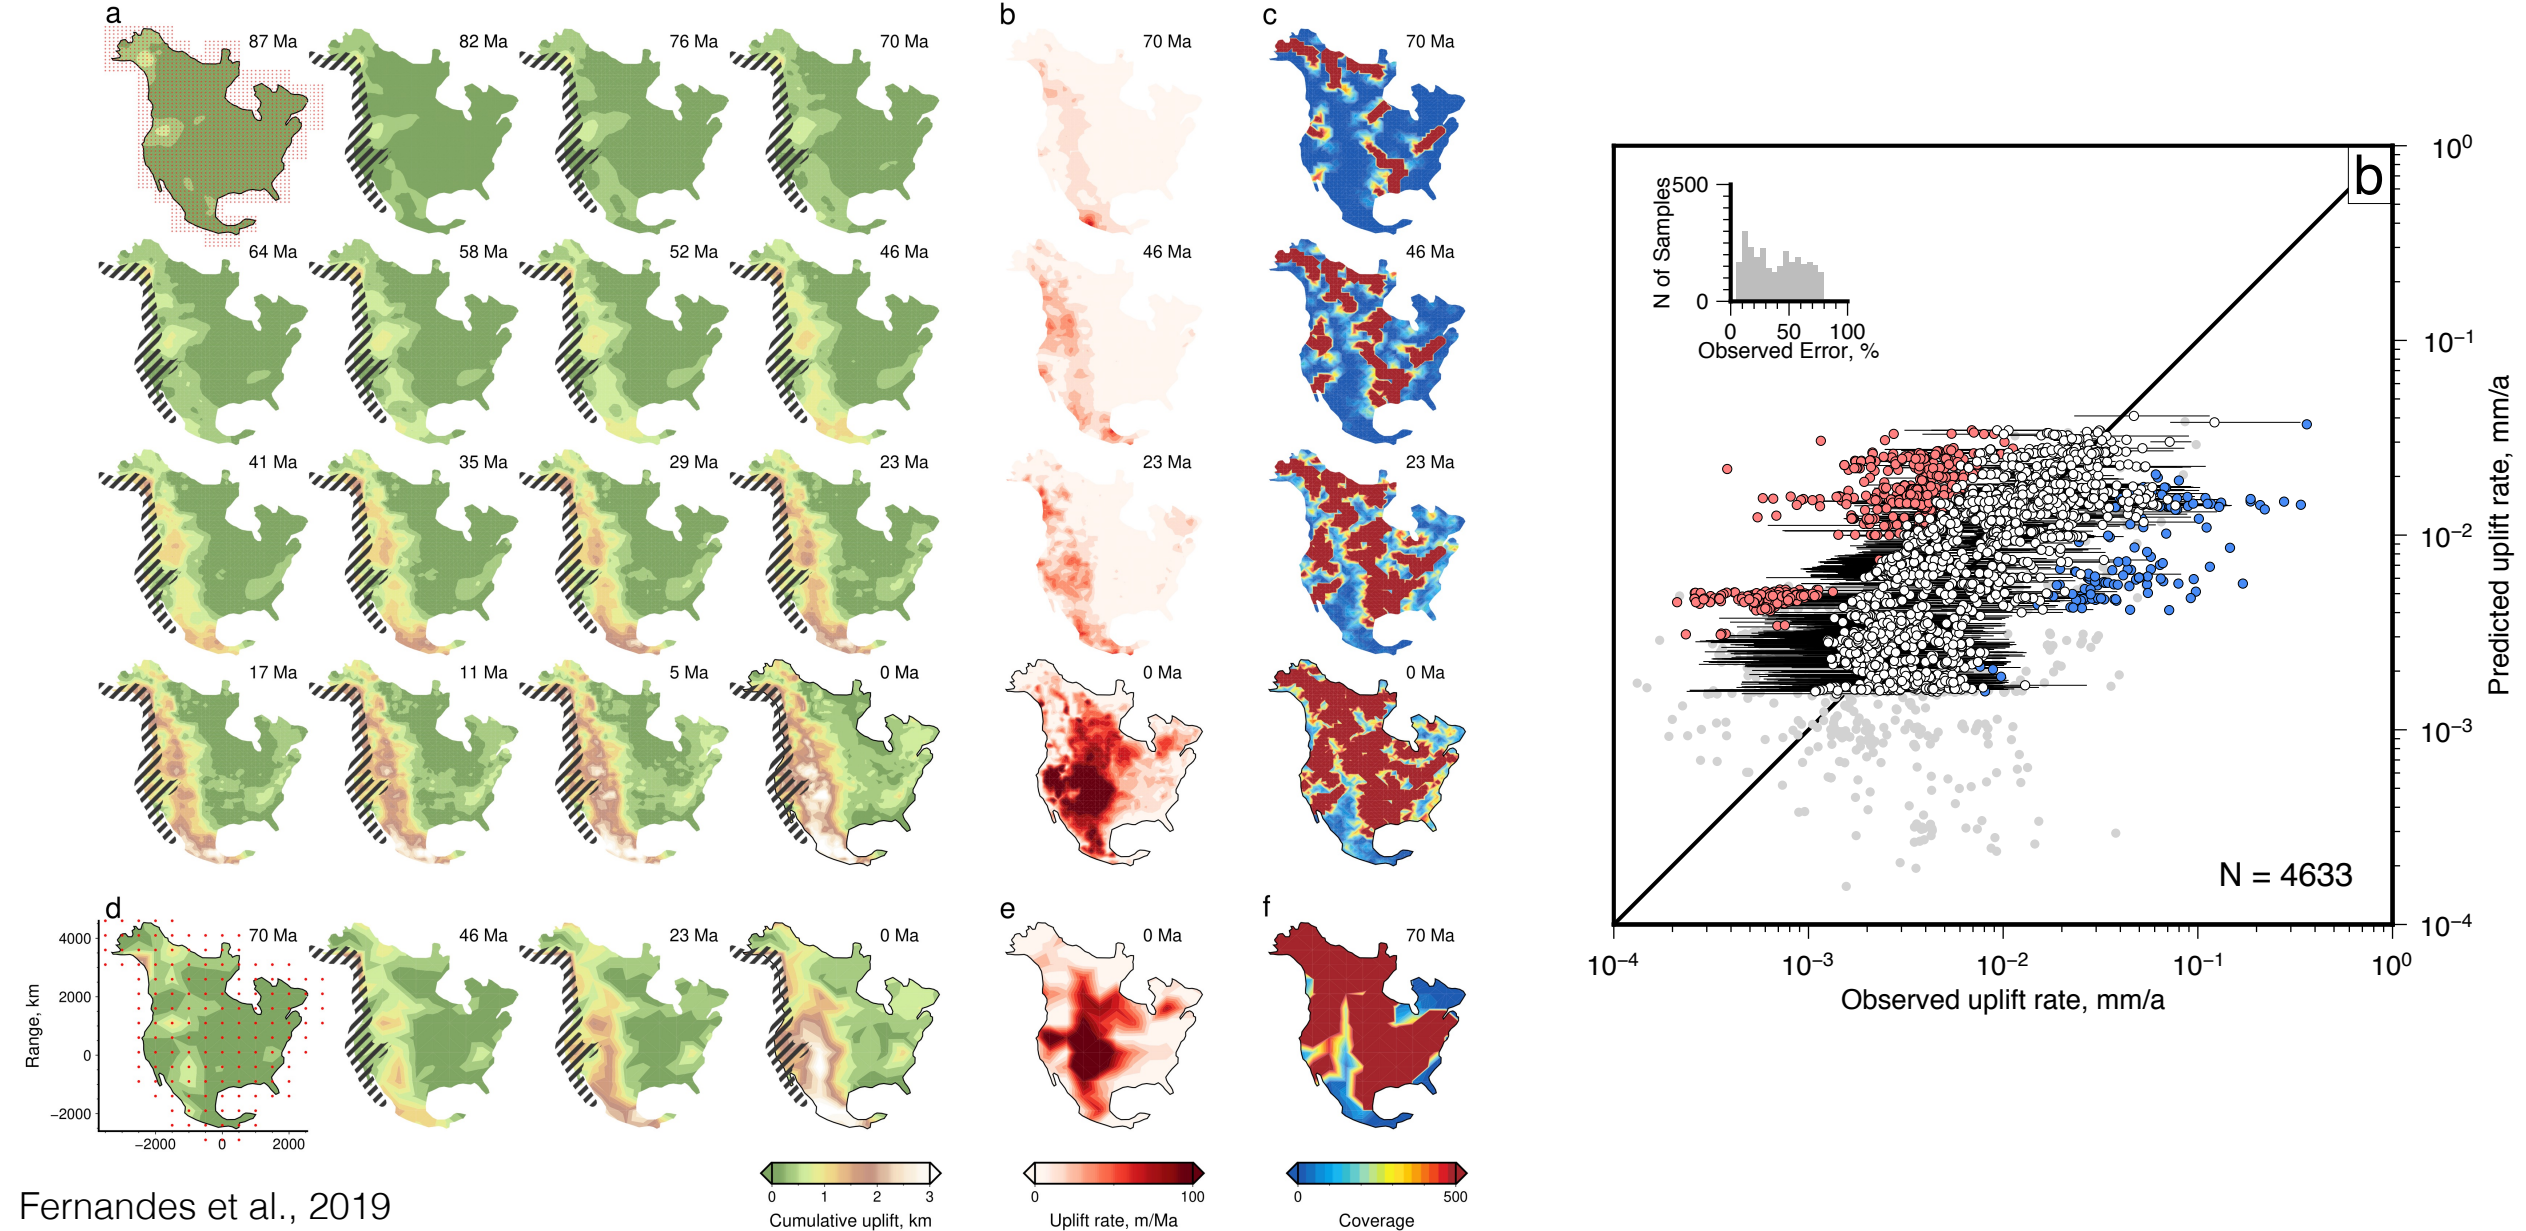 a
87 Ma
82 Ma
76 Ma
70 Ma
64 Ma
58 Ma
52 Ma
46 Ma
41 Ma
35 Ma
29 Ma
23 Ma
17 Ma
11 Ma
5 Ma
0 Ma
b
70 Ma
46 Ma
23 Ma
0 Ma
c
70 Ma
46 Ma
23 Ma
0 Ma
d
70 Ma
46 Ma
23 Ma
0 Ma
4000
2000
0
−2000
Range, km
−2000 0 2000
e
0 Ma
f
70 Ma
0 1 2 3
Cumulative uplift, km
0 100
Uplift rate, m/Ma
0 500
Coverage
Fernandes et al., 2019
b
500
0
N of Samples
0 50 100
Observed Error, %
N = 4633
10⁰
10⁻¹
10⁻²
10⁻³
10⁻⁴
Predicted uplift rate, mm/a
10⁻⁴ 10⁻³ 10⁻² 10⁻¹ 10⁰
Observed uplift rate, mm/a